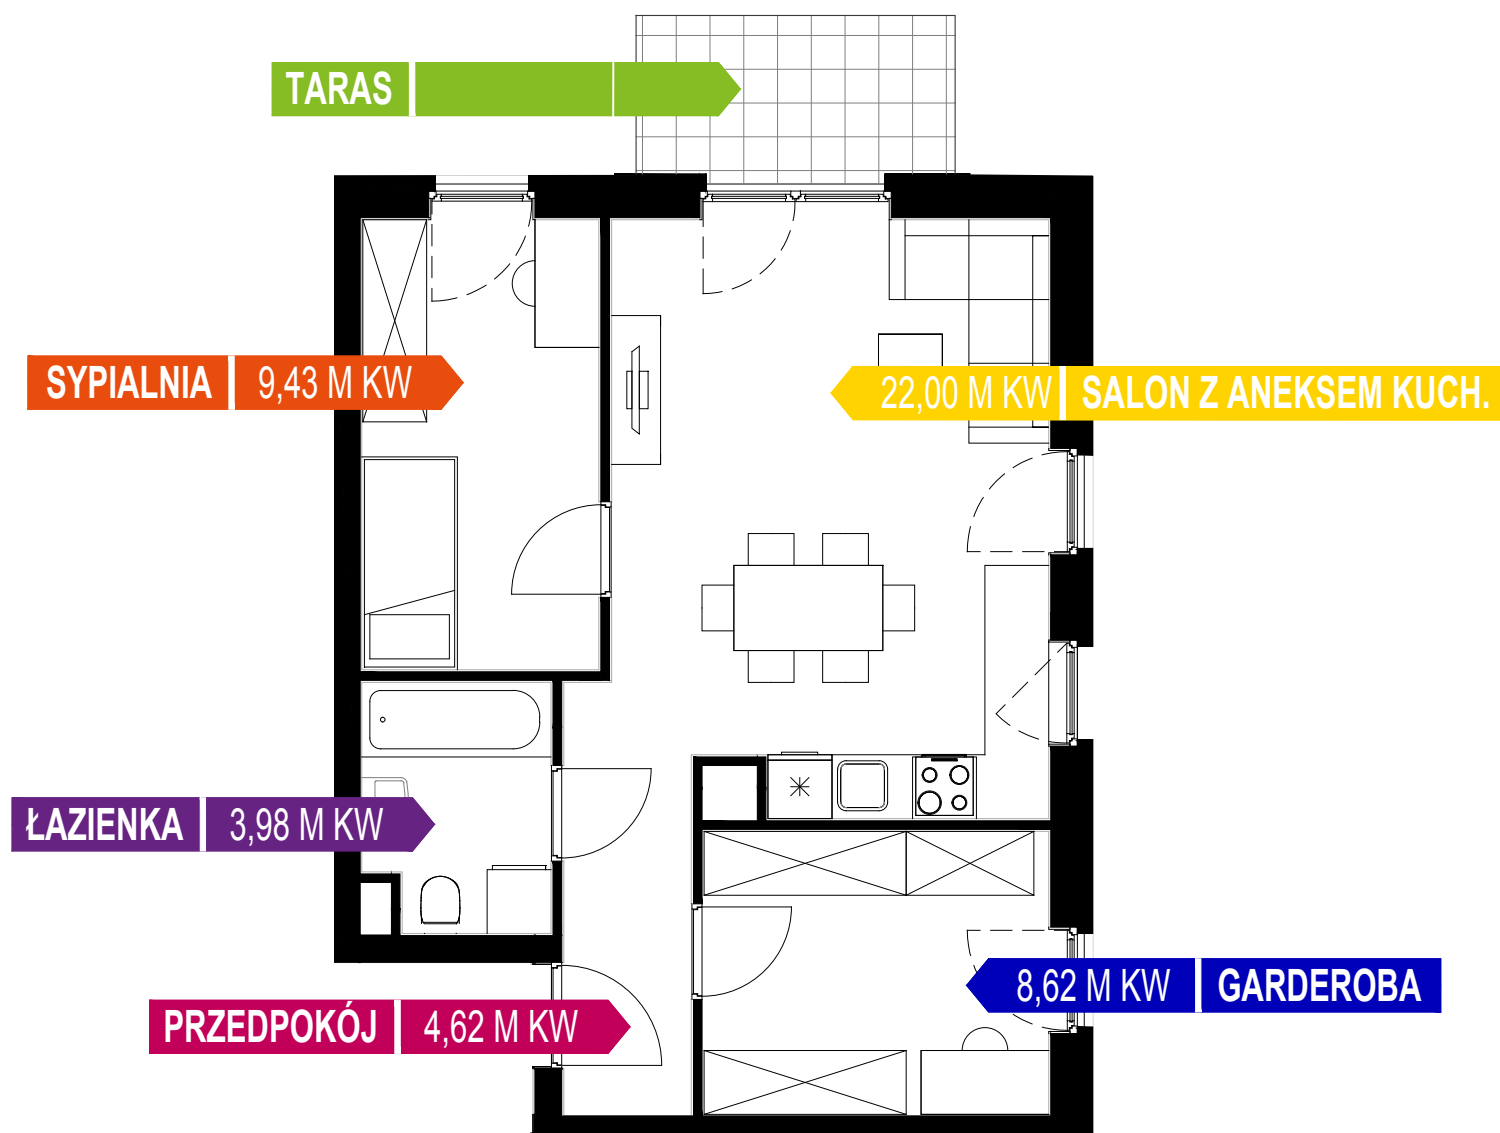 TARAS
SYPIALNIA 9,43 M KW
22,00 M KW SALON Z ANEKSEM KUCH.
ŁAZIENKA 3,98 M KW
8,62 M KW GARDEROBA
PRZEDPOKÓJ 4,62 M KW